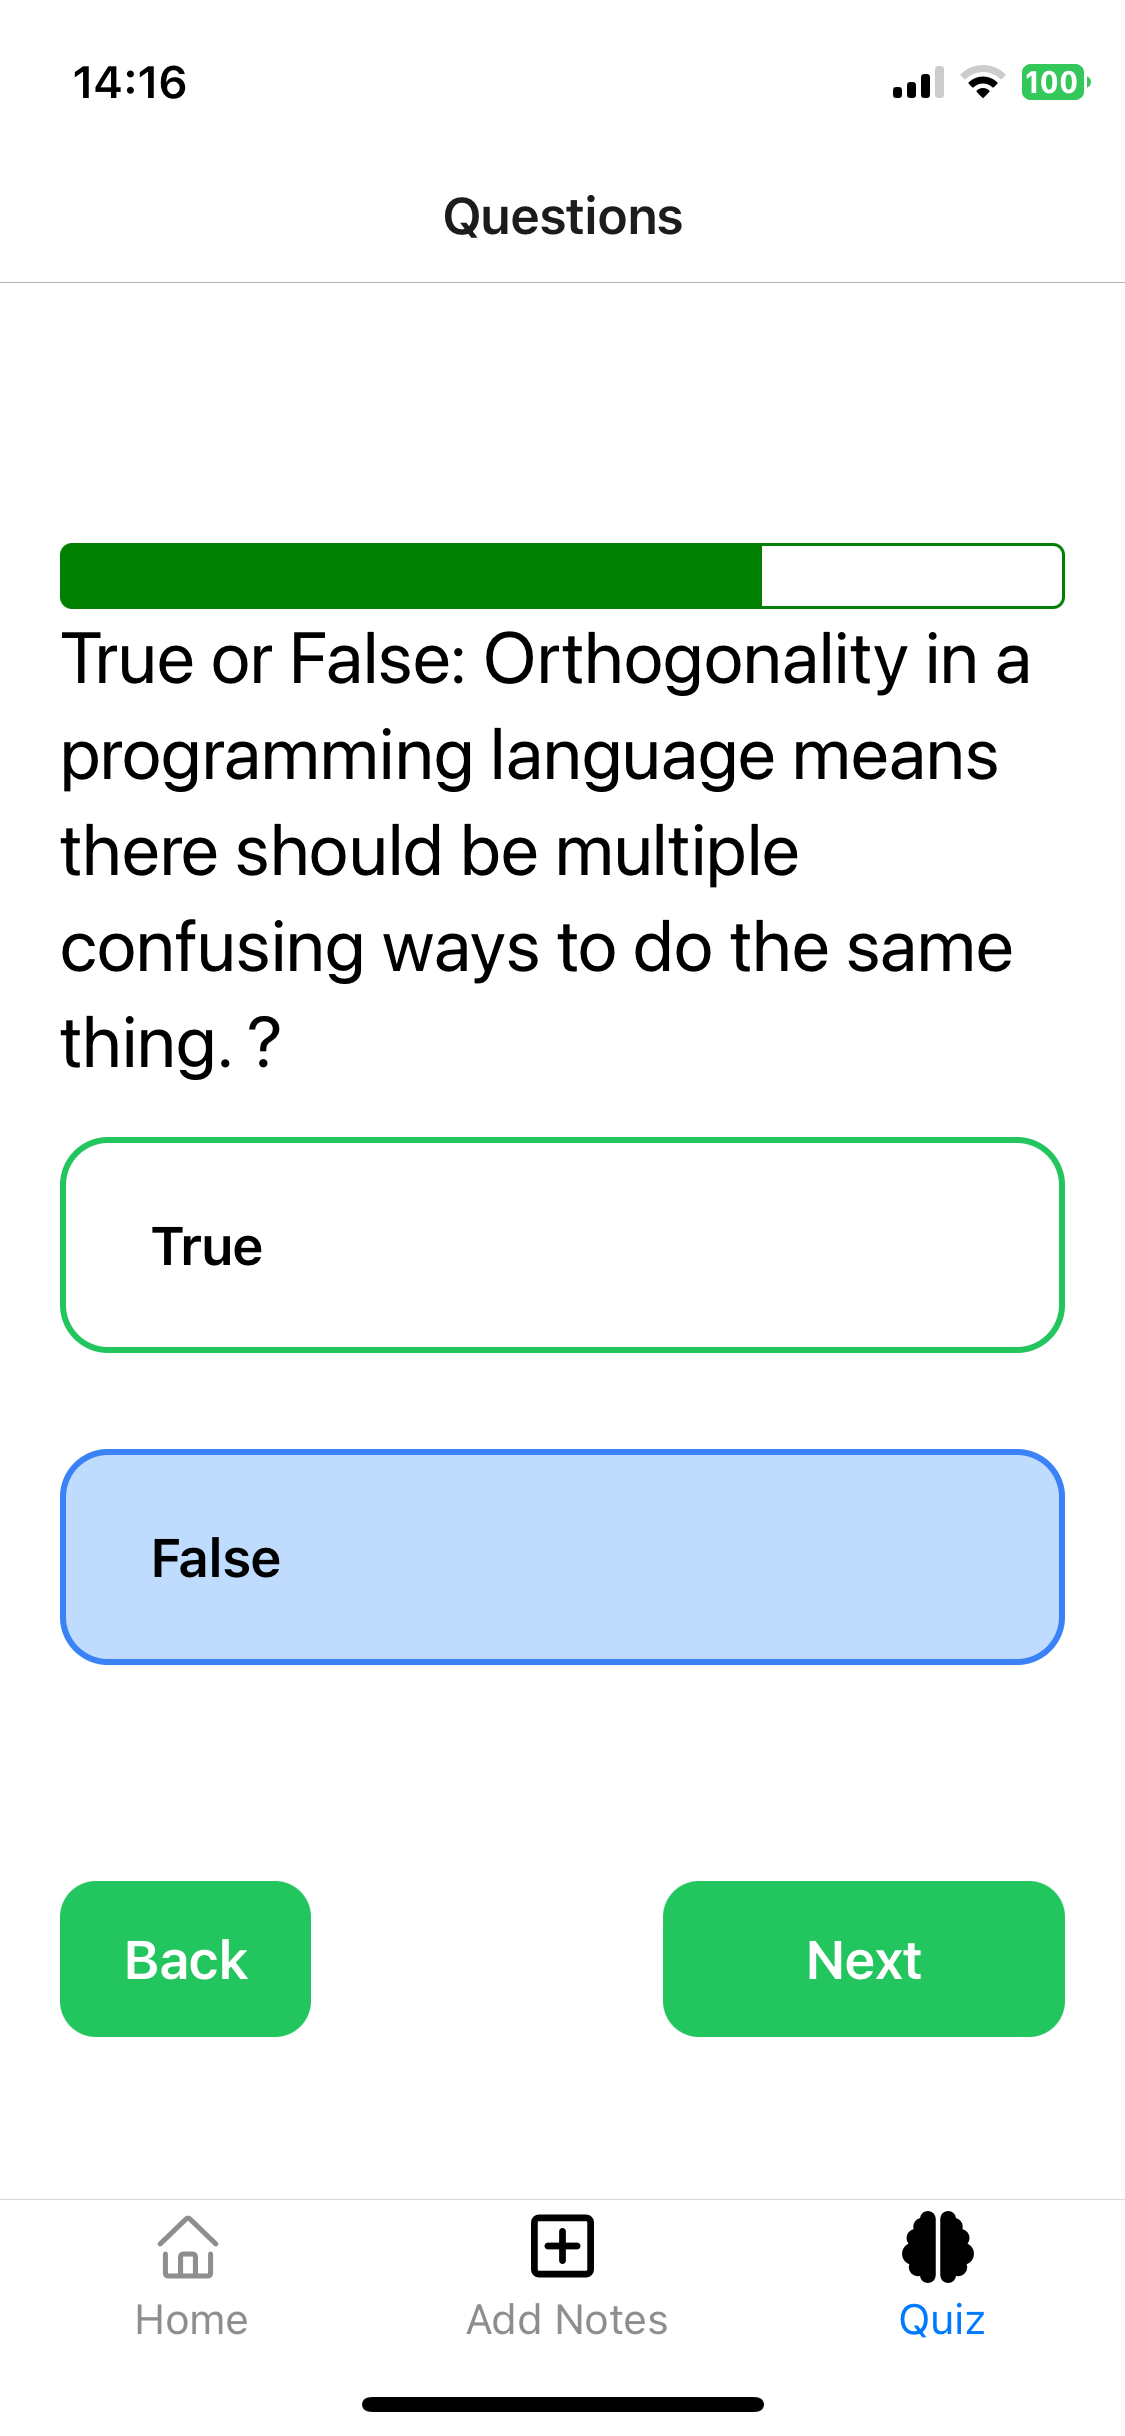 14:16
100
Questions
True or False: Orthogonality in a
programming language means
there should be multiple
confusing ways to do the same
thing. ?
True
False
Back
Next
Home
Add Notes
Quiz